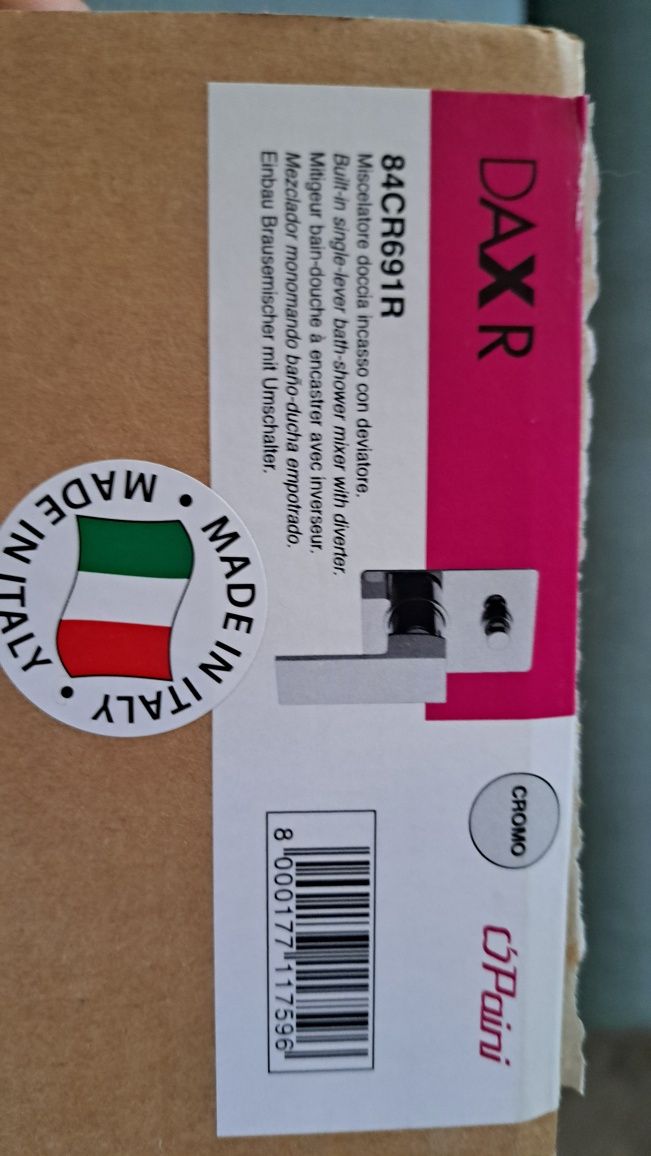 DAX R
84CR691R
Miscelatore doccia incasso con deviatore.
Built-in single-lever bath-shower mixer with diverter.
Mitigeur bain-douche à encastrer avec inverseur.
Mezclador monomando baño-ducha empotrado.
Einbau Brausemischer mit Umschalter.
CROMO
Paini
8 000177 117596
MADE IN ITALY • MADE IN ITALY •